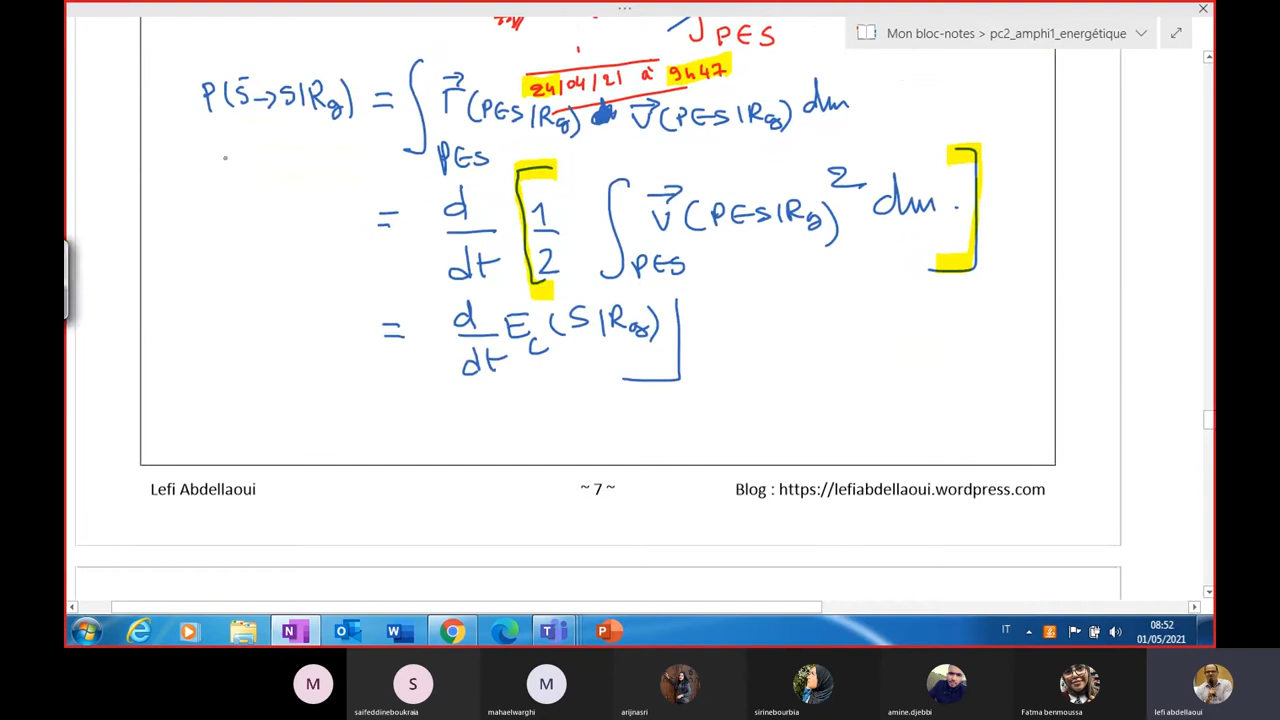 Mon bloc-notes > pc2_amphi1_energétique
PES
24/04/21 à 9h47
P(S̄→S/Rg) = ∫ Γ⃗(PES/Rg) V⃗(PES/Rg) dm
PES
= d/dt [1/2 ∫ V⃗(PES/Rg)² dm.]
PES
= d/dt Ec(S/Rg)
Lefi Abdellaoui
~ 7 ~
Blog : https://lefiabdellaoui.wordpress.com
IT
08:52
01/05/2021
M
S
M
saifeddineboukraia
mahaelwarghi
arijnasri
sirinebourbia
amine.djebbi
Fatma benmoussa
lefi abdellaoui